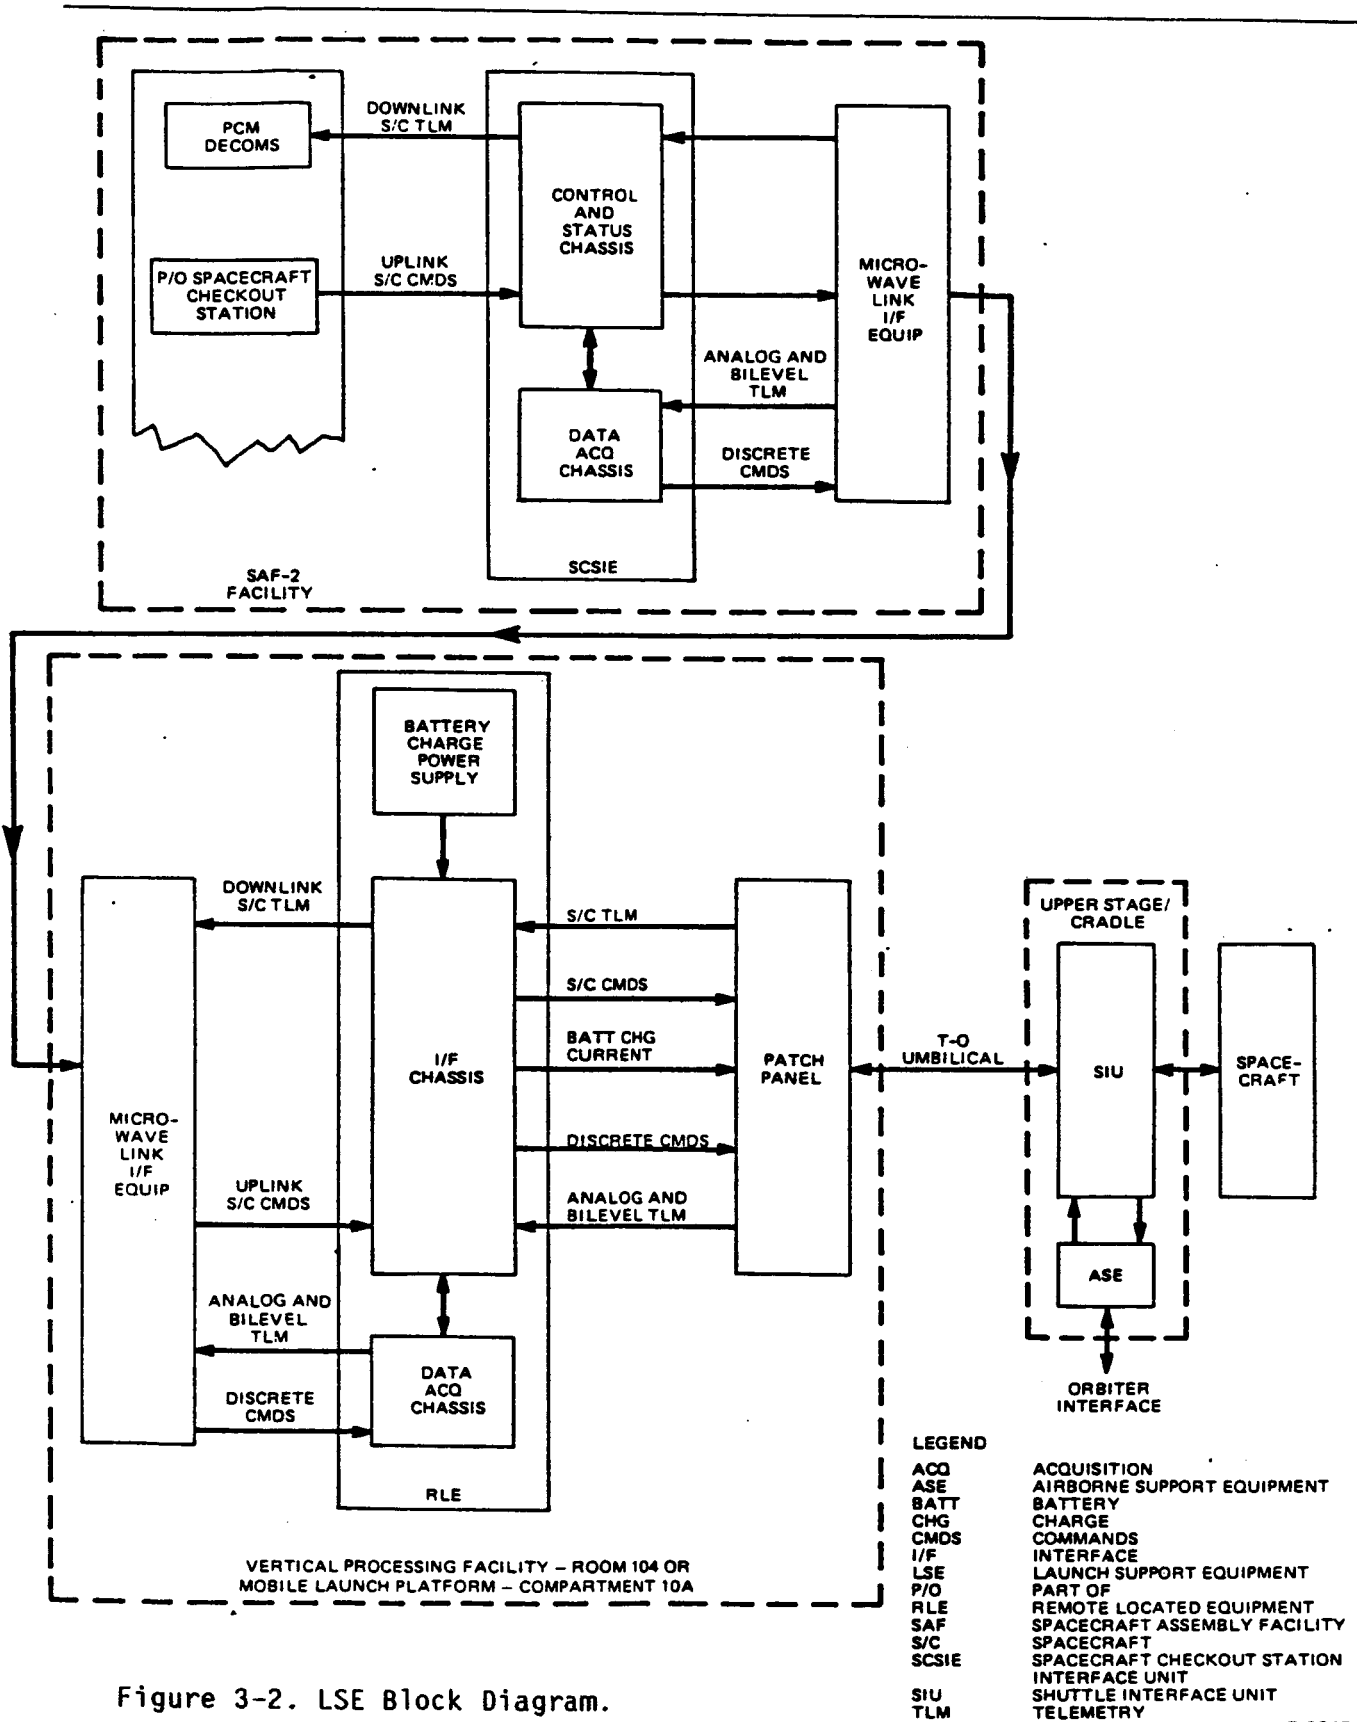 DOWNLINK
S/C TLM
PCM
DECOMS
CONTROL
AND
STATUS
CHASSIS
P/O SPACECRAFT
CHECKOUT
STATION
UPLINK
S/C CMDS
MICRO-
WAVE
LINK
I/F
EQUIP
ANALOG AND
BILEVEL
TLM
DATA
ACQ
CHASSIS
DISCRETE
CMDS
SCSIE
SAF-2
FACILITY
BATTERY
CHARGE
POWER
SUPPLY
DOWNLINK
S/C TLM
S/C TLM
S/C CMDS
BATT CHG
CURRENT
I/F
CHASSIS
PATCH
PANEL
DISCRETE CMDS
ANALOG AND
BILEVEL TLM
MICRO-
WAVE
LINK
I/F
EQUIP
UPLINK
S/C CMDS
ANALOG AND
BILEVEL
TLM
DISCRETE
CMDS
DATA
ACQ
CHASSIS
RLE
VERTICAL PROCESSING FACILITY – ROOM 104 OR
MOBILE LAUNCH PLATFORM – COMPARTMENT 10A
T-O
UMBILICAL
UPPER STAGE/
CRADLE
SIU
SPACE-
CRAFT
ASE
ORBITER
INTERFACE
LEGEND
ACQ ACQUISITION
ASE AIRBORNE SUPPORT EQUIPMENT
BATT BATTERY
CHG CHARGE
CMDS COMMANDS
I/F INTERFACE
LSE LAUNCH SUPPORT EQUIPMENT
P/O PART OF
RLE REMOTE LOCATED EQUIPMENT
SAF SPACECRAFT ASSEMBLY FACILITY
S/C SPACECRAFT
SCSIE SPACECRAFT CHECKOUT STATION
INTERFACE UNIT
SIU SHUTTLE INTERFACE UNIT
TLM TELEMETRY
Figure 3-2. LSE Block Diagram.